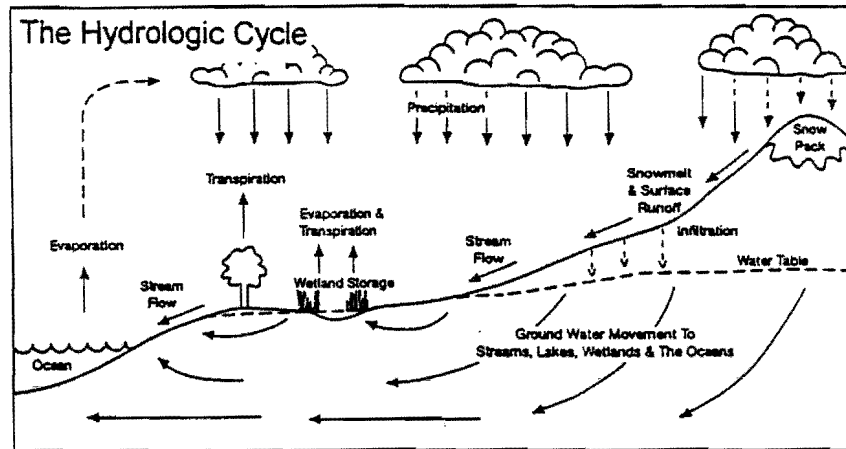 The Hydrologic Cycle
Precipitation
Snow
Pack
Transpiration
Snowmelt
& Surface
Runoff
Evaporation &
Transpiration
Infiltration
Evaporation
Stream
Flow
Water Table
Stream
Flow
Wetland Storage
Ground Water Movement To
Streams, Lakes, Wetlands & The Oceans
Ocean